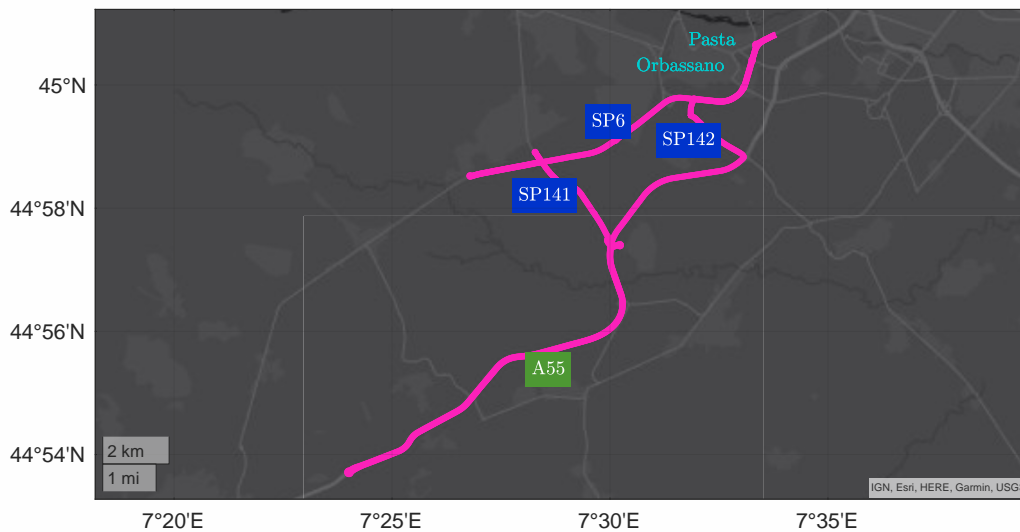 Pasta
Orbassano
45°N
SP6
SP142
SP141
44°58'N
44°56'N
A55
44°54'N
2 km
1 mi
IGN, Esri, HERE, Garmin, USG
7°20'E
7°25'E
7°30'E
7°35'E